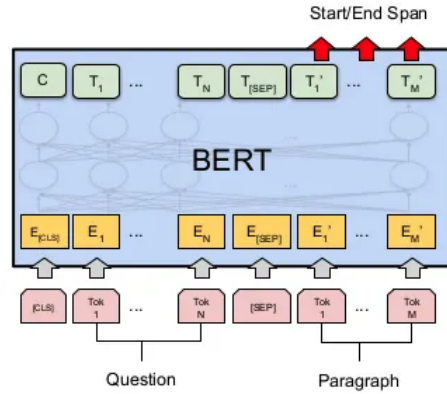 Start/End Span
C T1 ... TN T[SEP] T1' ... TM'
BERT
E[CLS] E1 ... EN E[SEP] E1' ... EM'
[CLS] Tok 1 ... Tok N [SEP] Tok 1 ... Tok M
Question Paragraph